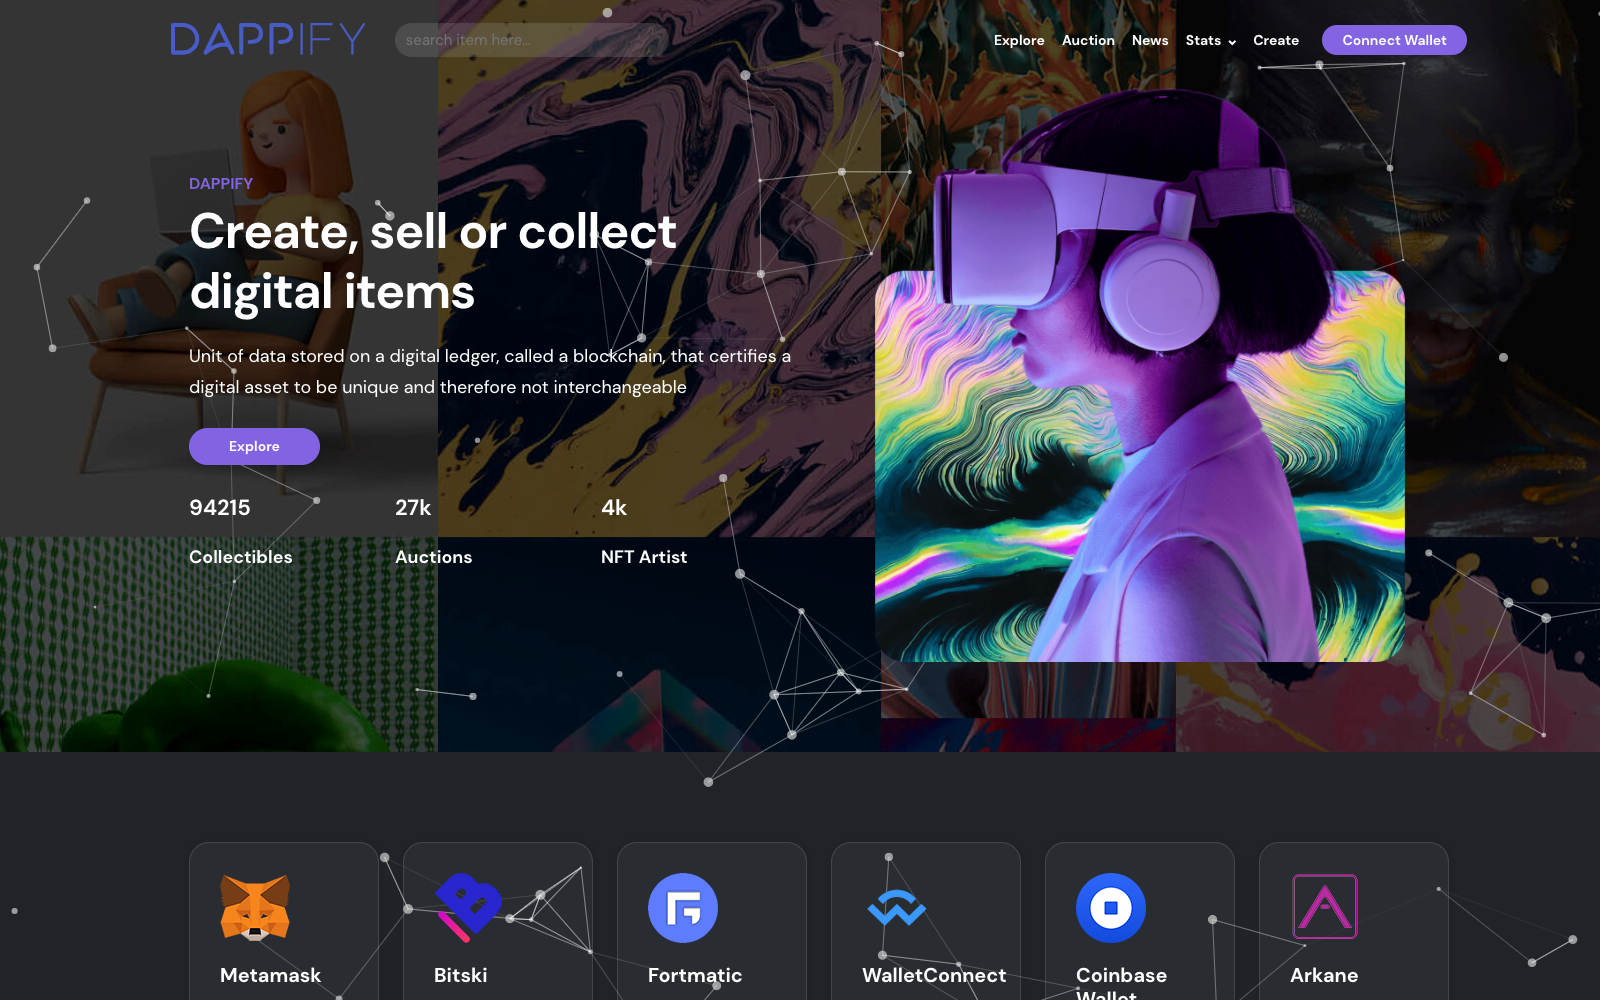 DAPPIFY
search item here...
Explore Auction News Stats Create Connect Wallet
DAPPIFY
Create, sell or collect
digital items
Unit of data stored on a digital ledger, called a blockchain, that certifies a
digital asset to be unique and therefore not interchangeable
Explore
94215 27k 4k
Collectibles Auctions NFT Artist
Metamask Bitski Fortmatic WalletConnect Coinbase Arkane
Wallet